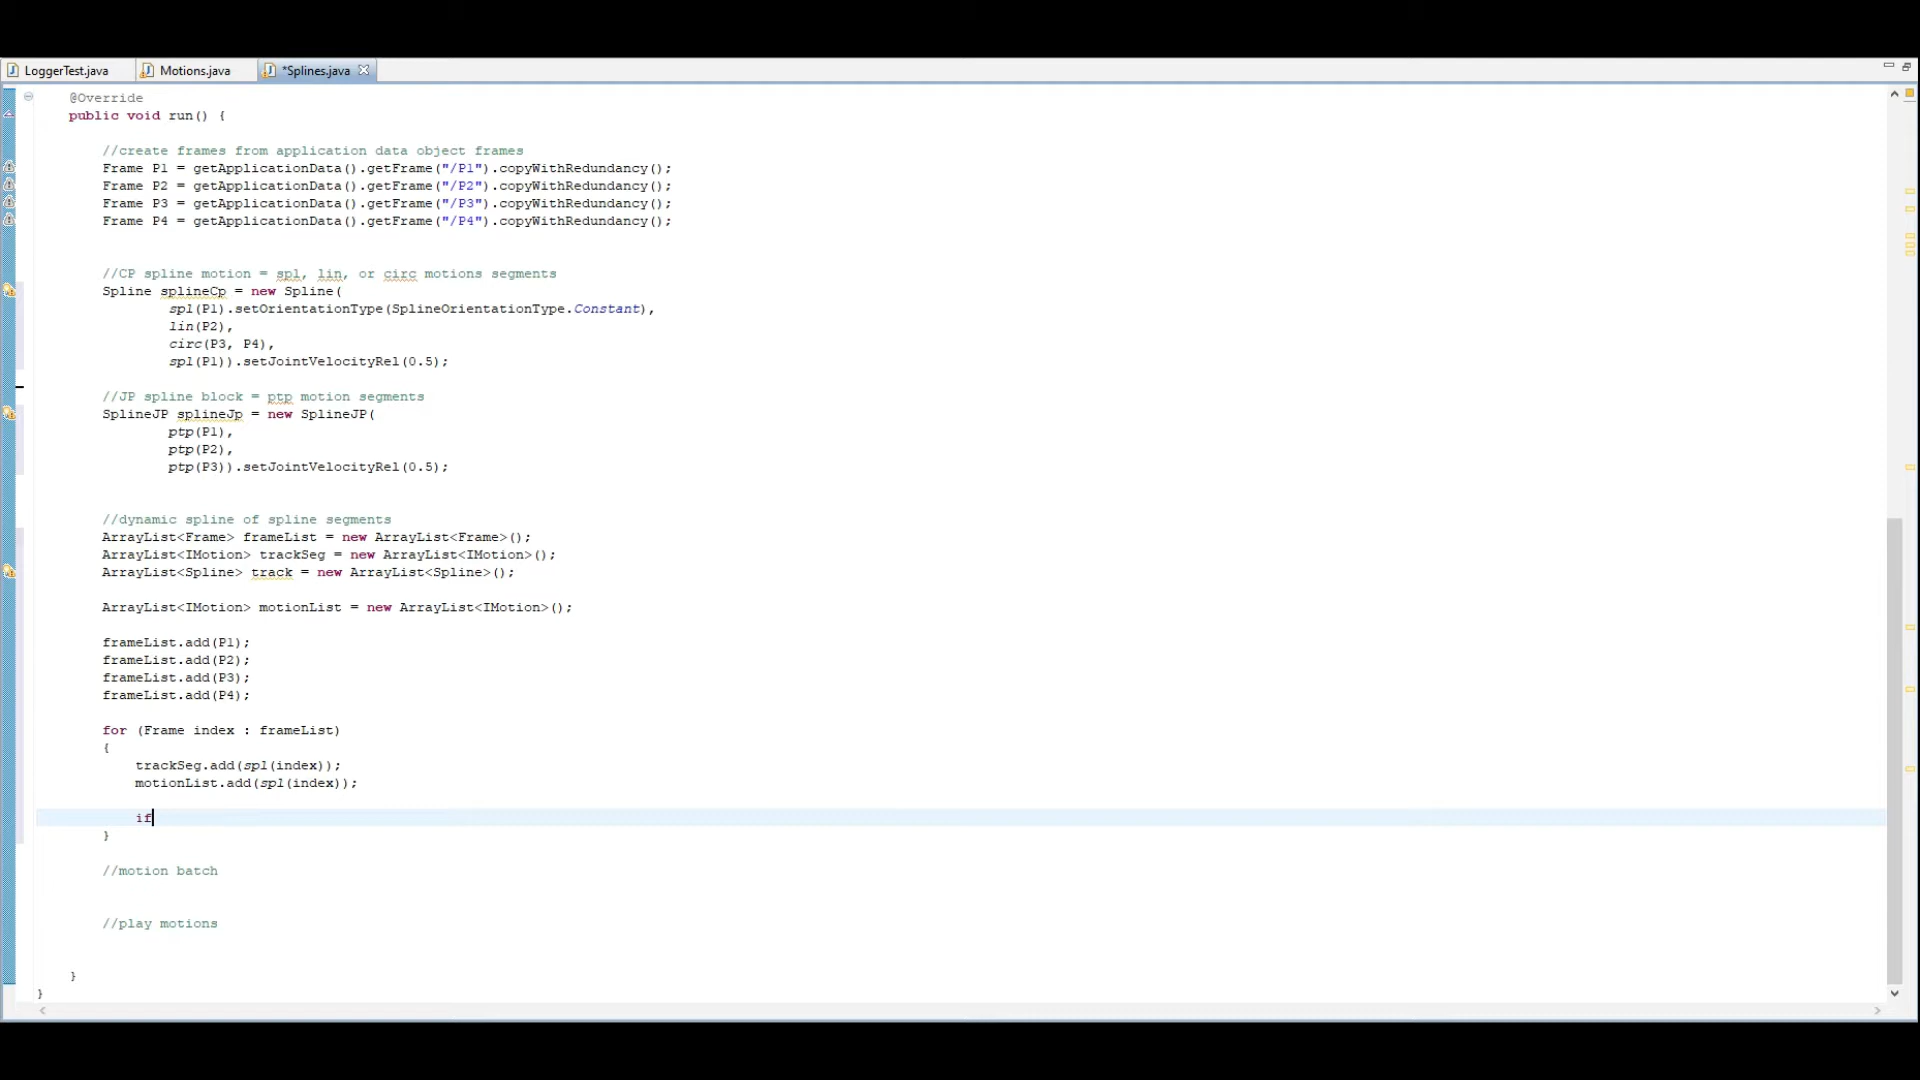 LoggerTest.java Motions.java *Splines.java
@Override
public void run() {
//create frames from application data object frames
Frame P1 = getApplicationData().getFrame("/P1").copyWithRedundancy();
Frame P2 = getApplicationData().getFrame("/P2").copyWithRedundancy();
Frame P3 = getApplicationData().getFrame("/P3").copyWithRedundancy();
Frame P4 = getApplicationData().getFrame("/P4").copyWithRedundancy();
//CP spline motion = spl, lin, or circ motions segments
Spline splineCp = new Spline(
spl(P1).setOrientationType(SplineOrientationType.Constant),
lin(P2),
circ(P3, P4),
spl(P1)).setJointVelocityRel(0.5);
//JP spline block = ptp motion segments
SplineJP splineJp = new SplineJP(
ptp(P1),
ptp(P2),
ptp(P3)).setJointVelocityRel(0.5);
//dynamic spline of spline segments
ArrayList<Frame> frameList = new ArrayList<Frame>();
ArrayList<IMotion> trackSeg = new ArrayList<IMotion>();
ArrayList<Spline> track = new ArrayList<Spline>();
ArrayList<IMotion> motionList = new ArrayList<IMotion>();
frameList.add(P1);
frameList.add(P2);
frameList.add(P3);
frameList.add(P4);
for (Frame index : frameList)
{
trackSeg.add(spl(index));
motionList.add(spl(index));
if
}
//motion batch
//play motions
}
}